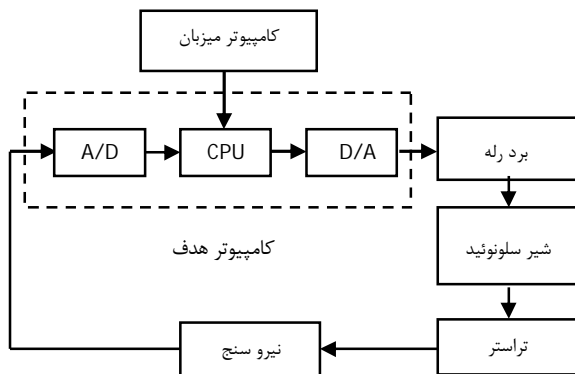 کامپیوتر میزبان
A/D
CPU
D/A
برد رله
کامپیوتر هدف
شیر سلونوئید
نیرو سنج
تراستر